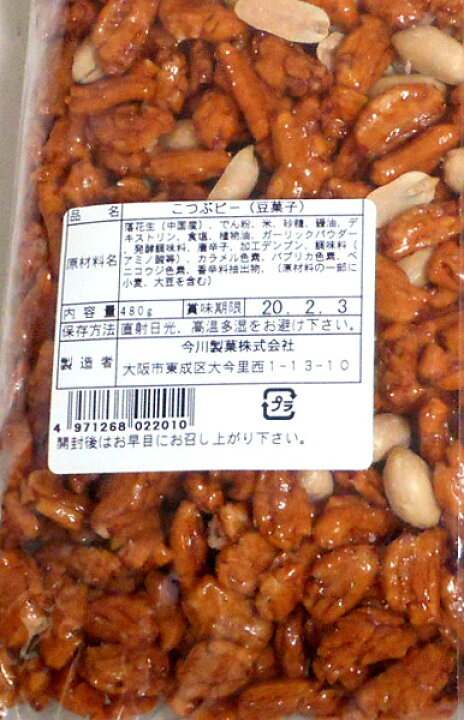 品 名 こつぶピー(豆菓子)
原材料名
落花生(中国産)、でん粉、米、砂糖、醤油、デ
キストリン、食塩、植物油、ガーリックパウダー
、発酵調味料、唐辛子、加工デンプン、調味料(
アミノ酸等)、カラメル色素、パプリカ色素、ベ
ニコウジ色素、香辛料抽出物、(原材料の一部に
小麦、大豆を含む)
内容量 480g 賞味期限 20. 2. 3
保存方法 直射日光、高温多湿をお避け下さい。
製造者 今川製菓株式会社
大阪市東成区大今里西1-13-10
プラ
4 971268 022010
開封後はお早目にお召し上がり下さい。